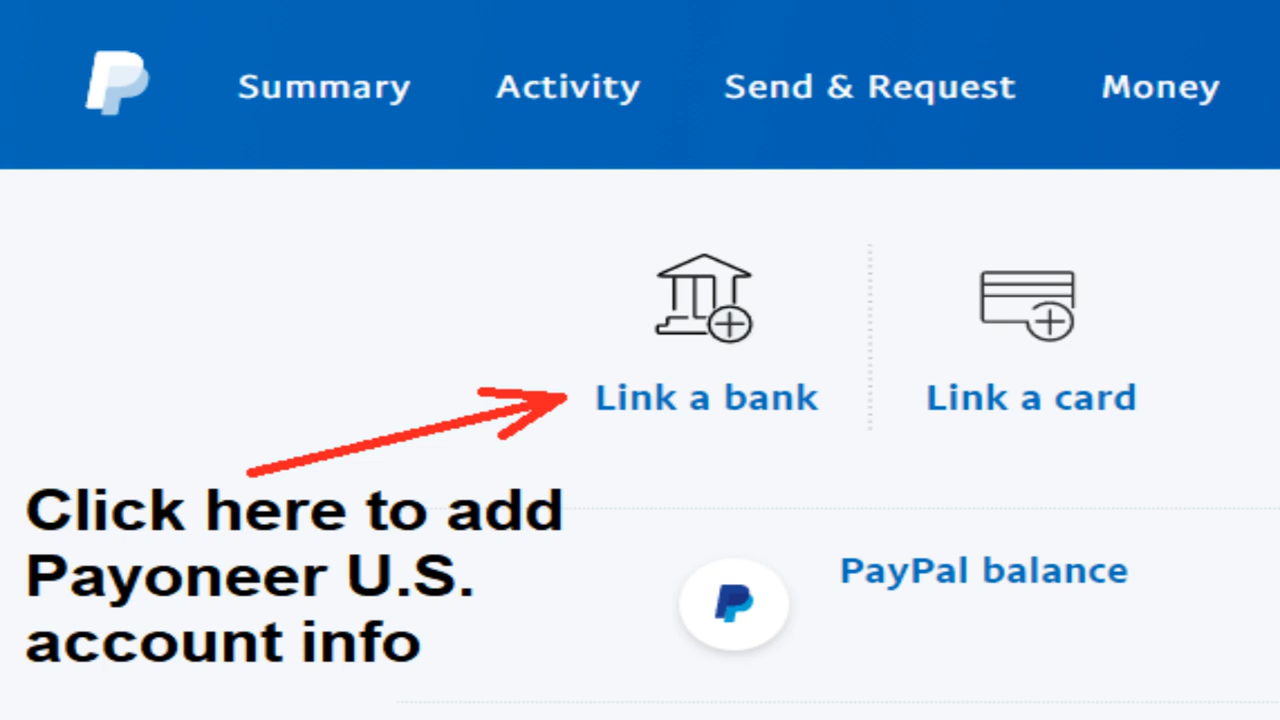 Summary Activity Send & Request Money
Link a bank Link a card
Click here to add
Payoneer U.S.
account info
PayPal balance